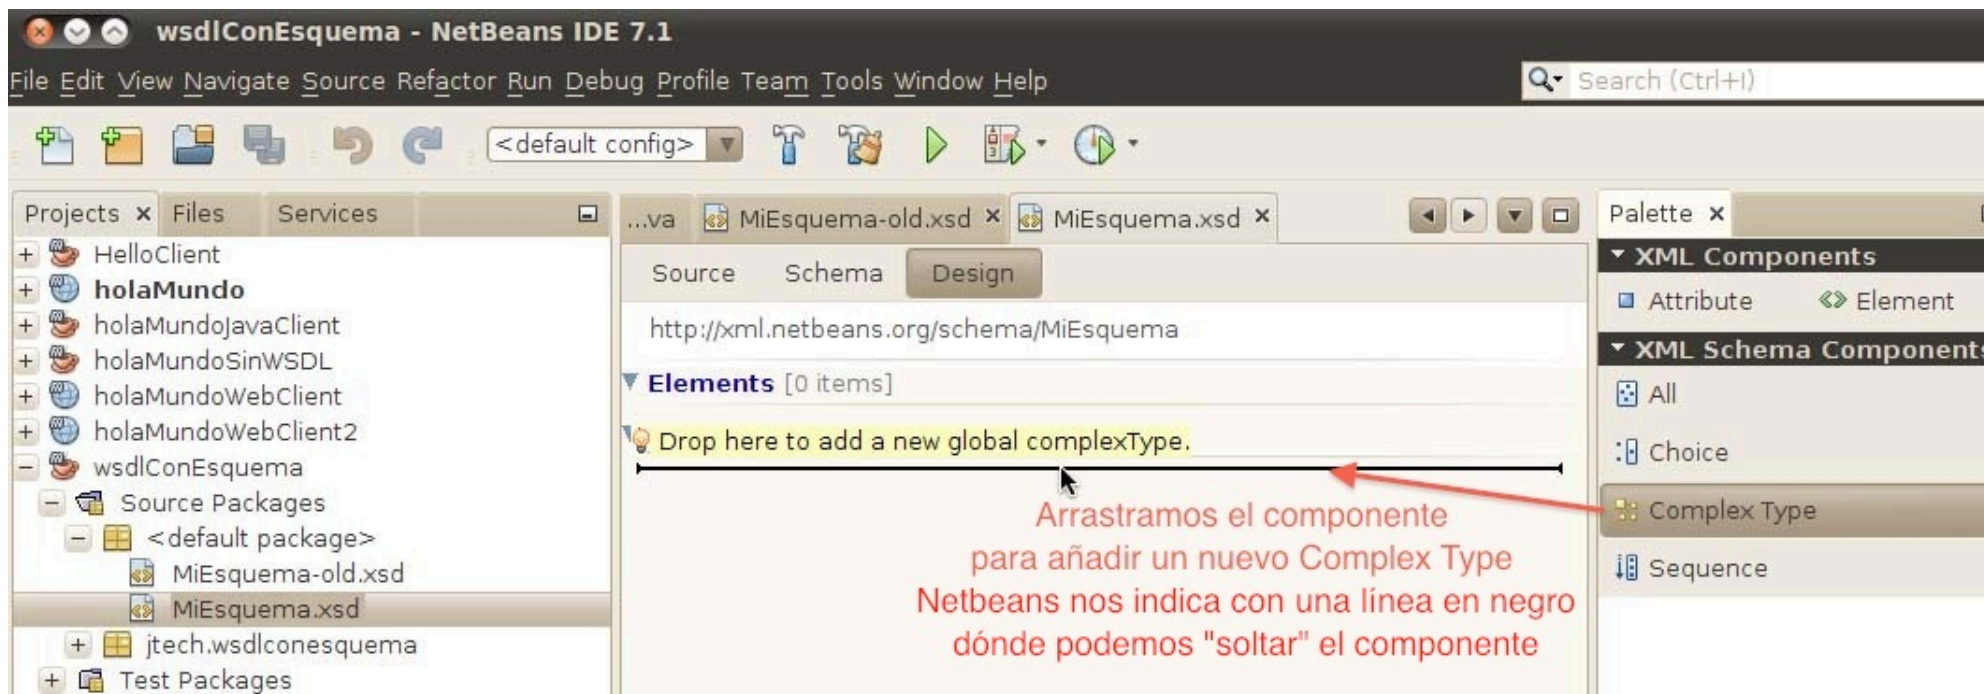 wsdlConEsquema - NetBeans IDE 7.1
File Edit View Navigate Source Refactor Run Debug Profile Team Tools Window Help
Search (Ctrl+I)
<default config>
Projects Files Services
HelloClient
holaMundo
holaMundoJavaClient
holaMundoSinWSDL
holaMundoWebClient
holaMundoWebClient2
wsdlConEsquema
Source Packages
<default package>
MiEsquema-old.xsd
MiEsquema.xsd
jtech.wsdlconesquema
Test Packages
...va MiEsquema-old.xsd MiEsquema.xsd
Source Schema Design
http://xml.netbeans.org/schema/MiEsquema
Elements [0 items]
Drop here to add a new global complexType.
Arrastramos el componente
para añadir un nuevo Complex Type
Netbeans nos indica con una línea en negro
dónde podemos "soltar" el componente
Palette
XML Components
Attribute Element
XML Schema Components
All
Choice
Complex Type
Sequence